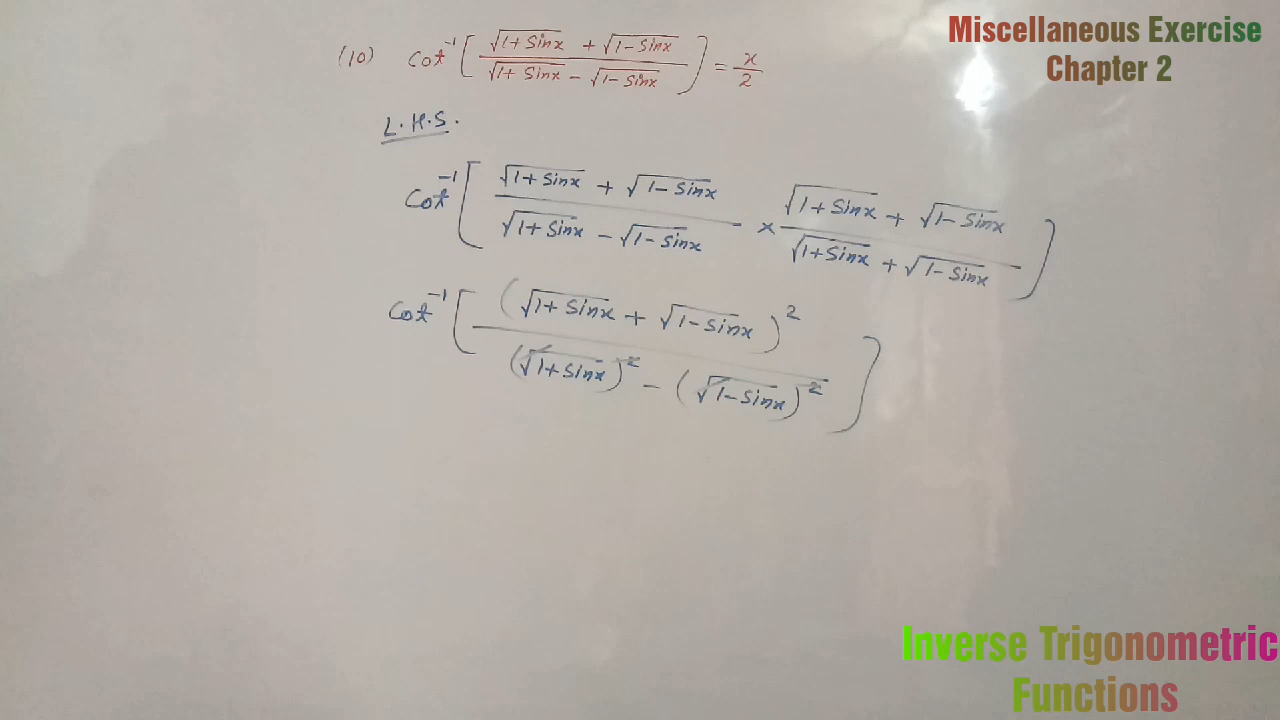 Miscellaneous Exercise
Chapter 2
(10) Cot⁻¹ [ (√(1+Sinx) + √(1-Sinx)) / (√(1+Sinx) - √(1-Sinx)) ] = x/2
L.H.S.
Cot⁻¹ [ (√(1+Sinx) + √(1-Sinx)) / (√(1+Sinx) - √(1-Sinx)) × (√(1+Sinx) + √(1-Sinx)) / (√(1+Sinx) + √(1-Sinx)) ]
Cot⁻¹ [ (√(1+Sinx) + √(1-Sinx))² / ((√(1+Sinx))² - (√(1-Sinx))²) ]
Inverse Trigonometric
Functions